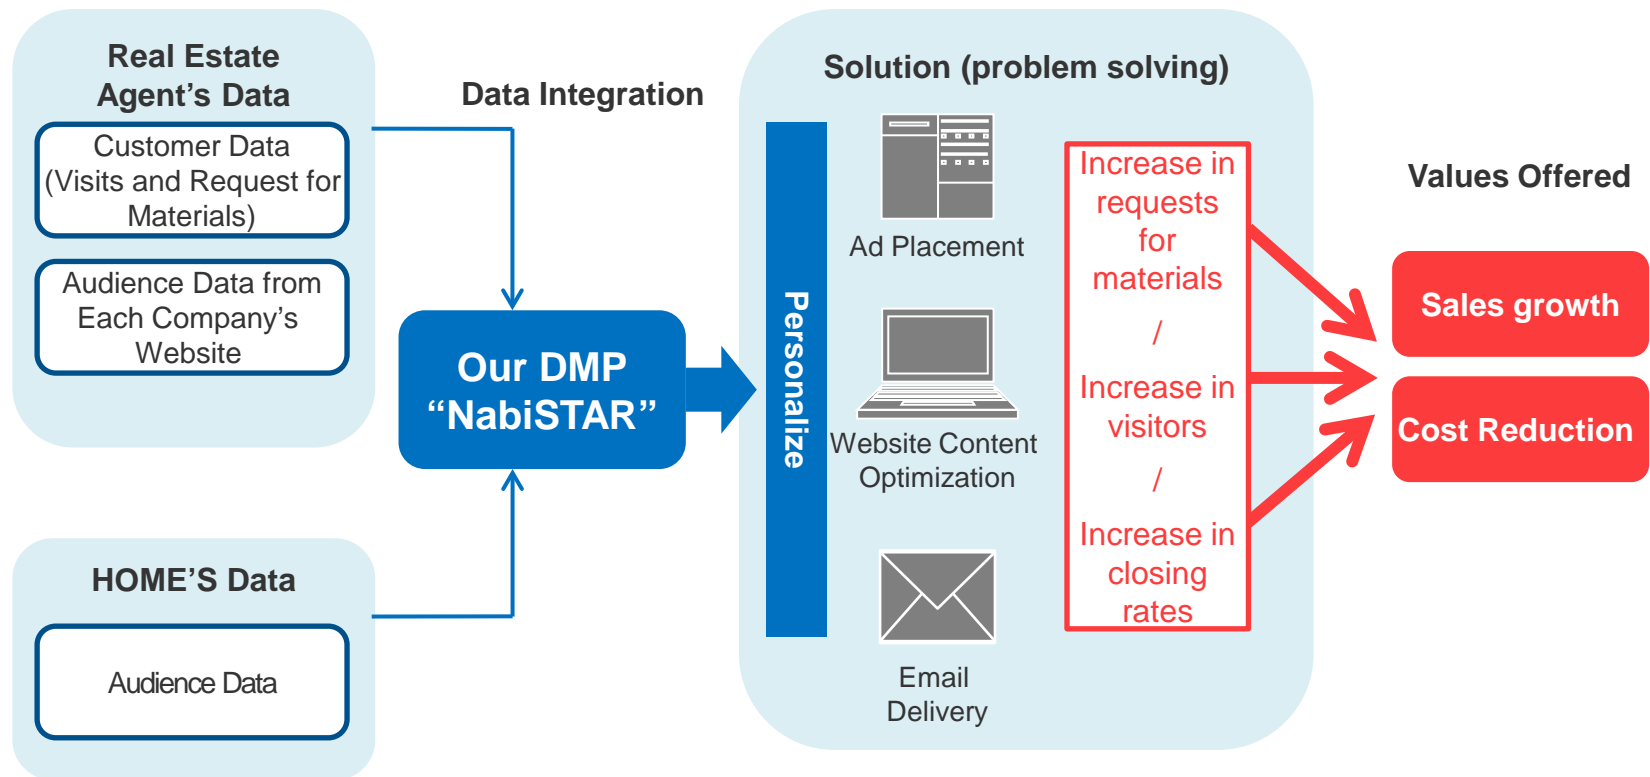 Real Estate
Agent’s Data
Customer Data
(Visits and Request for
Materials)
Audience Data from
Each Company’s
Website
HOME’S Data
Audience Data
Data Integration
Our DMP
“NabiSTAR”
Solution (problem solving)
Personalize
Ad Placement
Website Content
Optimization
Email
Delivery
Increase in
requests
for
materials
/
Increase in
visitors
/
Increase in
closing
rates
Values Offered
Sales growth
Cost Reduction